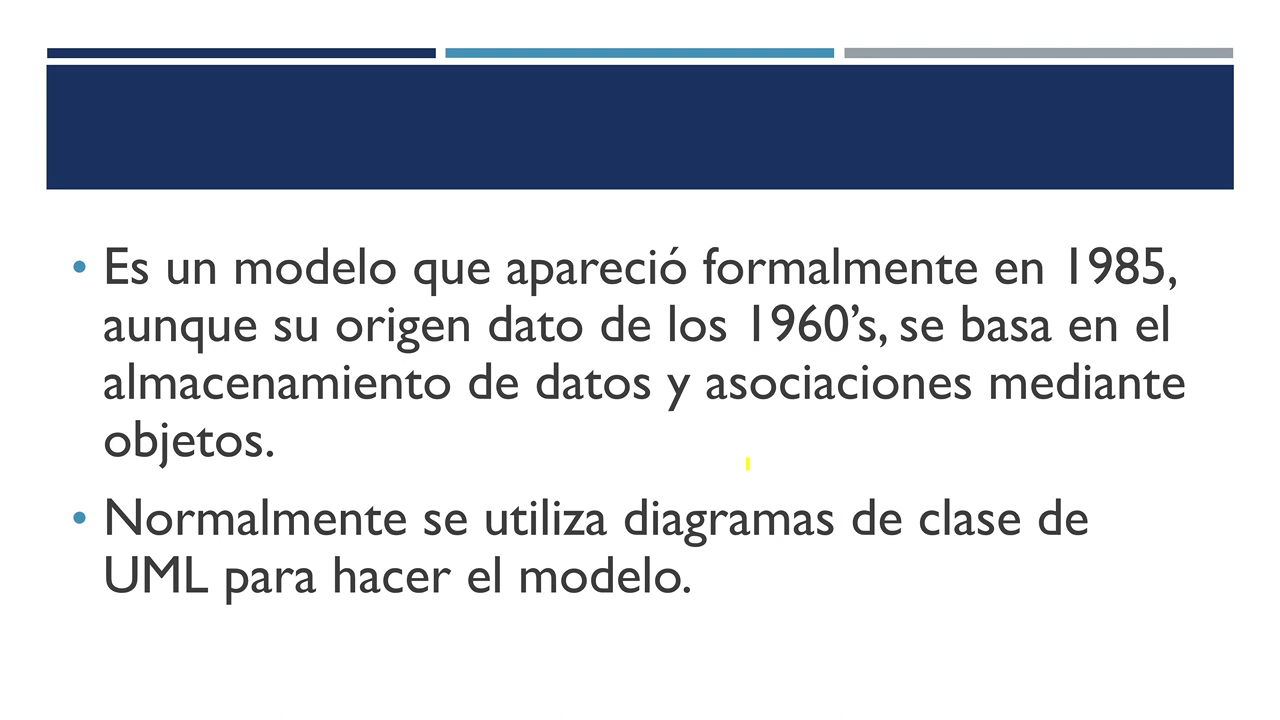 • Es un modelo que apareció formalmente en 1985,
aunque su origen dato de los 1960’s, se basa en el
almacenamiento de datos y asociaciones mediante
objetos.
• Normalmente se utiliza diagramas de clase de
UML para hacer el modelo.